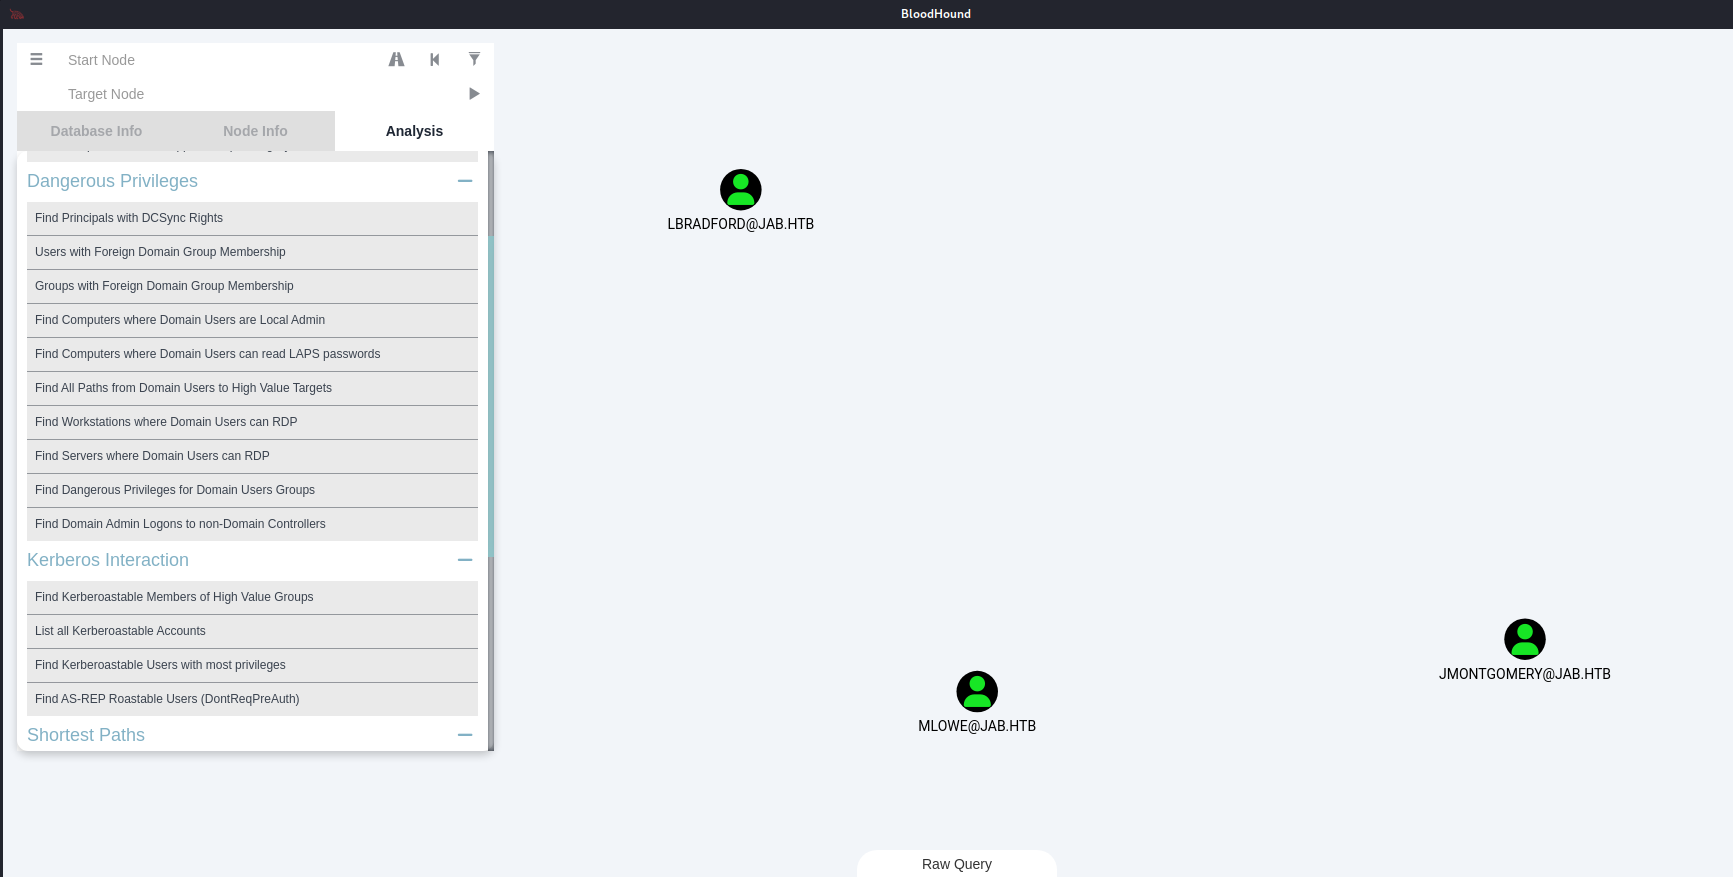 BloodHound
Start Node
Target Node
Database Info
Node Info
Analysis
Dangerous Privileges
Find Principals with DCSync Rights
Users with Foreign Domain Group Membership
Groups with Foreign Domain Group Membership
Find Computers where Domain Users are Local Admin
Find Computers where Domain Users can read LAPS passwords
Find All Paths from Domain Users to High Value Targets
Find Workstations where Domain Users can RDP
Find Servers where Domain Users can RDP
Find Dangerous Privileges for Domain Users Groups
Find Domain Admin Logons to non-Domain Controllers
Kerberos Interaction
Find Kerberoastable Members of High Value Groups
List all Kerberoastable Accounts
Find Kerberoastable Users with most privileges
Find AS-REP Roastable Users (DontReqPreAuth)
Shortest Paths
LBRADFORD@JAB.HTB
JMONTGOMERY@JAB.HTB
MLOWE@JAB.HTB
Raw Query